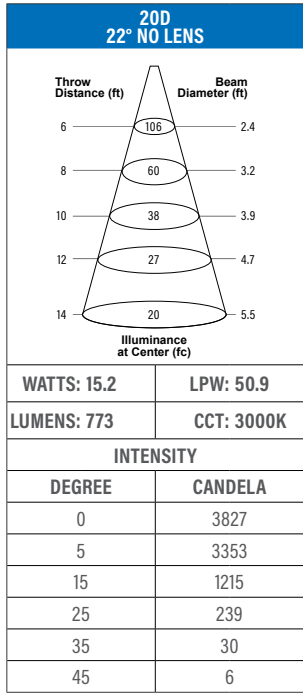 20D
22° NO LENS
Throw Distance (ft)
Beam Diameter (ft)
6 106 2.4
8 60 3.2
10 38 3.9
12 27 4.7
14 20 5.5
Illuminance
at Center (fc)
WATTS: 15.2 LPW: 50.9
LUMENS: 773 CCT: 3000K
INTENSITY
DEGREE CANDELA
0 3827
5 3353
15 1215
25 239
35 30
45 6